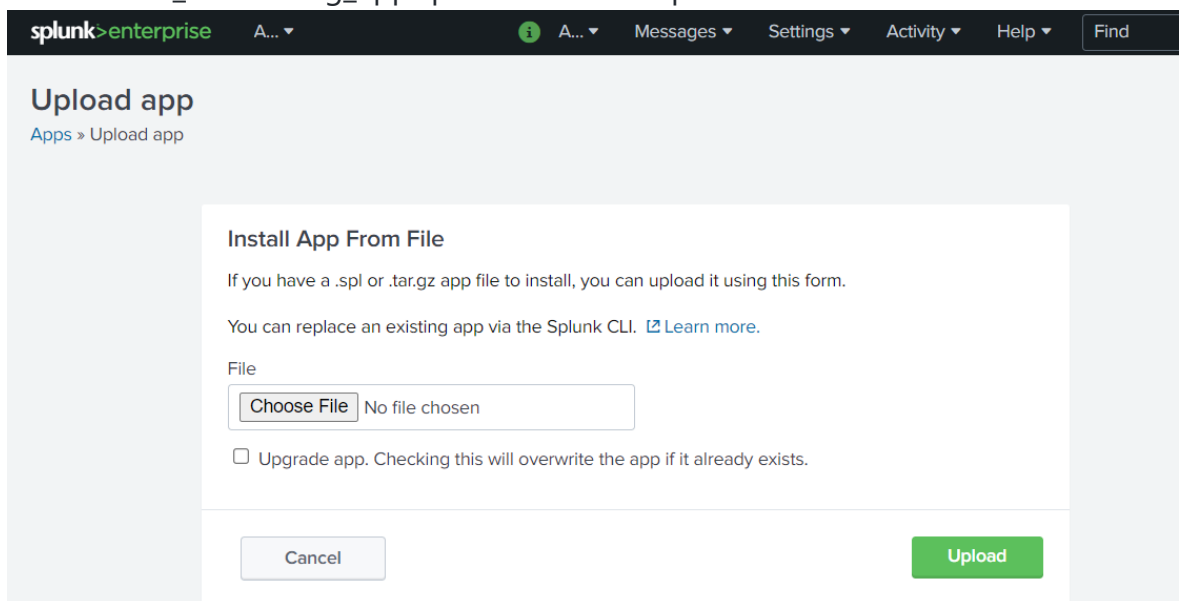 splunk>enterprise A... ▾ A... ▾ Messages ▾ Settings ▾ Activity ▾ Help ▾ Find
Upload app
Apps » Upload app
Install App From File
If you have a .spl or .tar.gz app file to install, you can upload it using this form.
You can replace an existing app via the Splunk CLI. Learn more.
File
Choose File No file chosen
Upgrade app. Checking this will overwrite the app if it already exists.
Cancel Upload